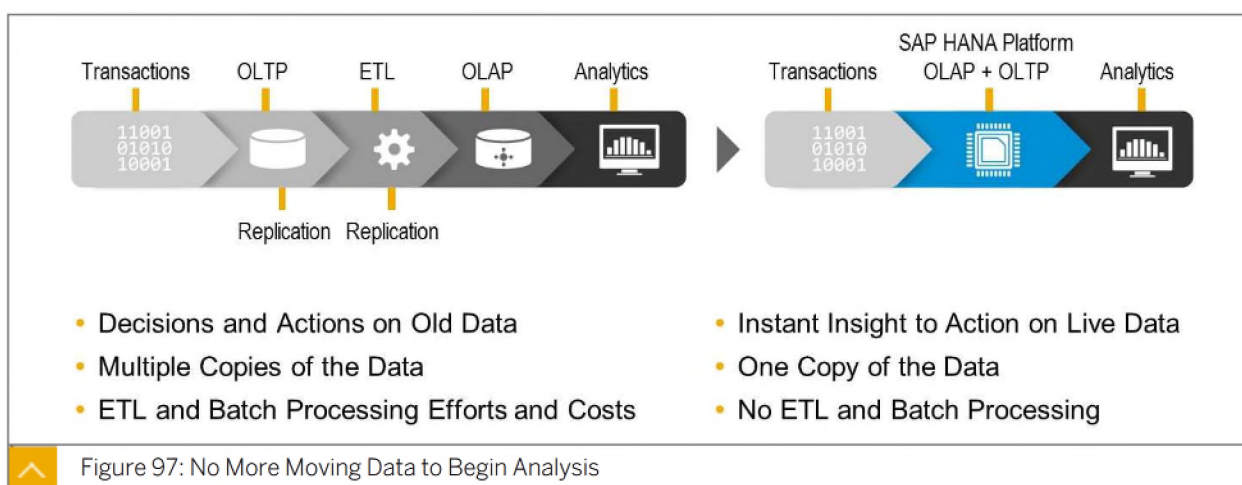 Transactions OLTP ETL OLAP Analytics
11001
01010
10001
Replication Replication
SAP HANA Platform
Transactions OLAP + OLTP Analytics
11001
01010
10001
• Decisions and Actions on Old Data
• Multiple Copies of the Data
• ETL and Batch Processing Efforts and Costs
• Instant Insight to Action on Live Data
• One Copy of the Data
• No ETL and Batch Processing
Figure 97: No More Moving Data to Begin Analysis